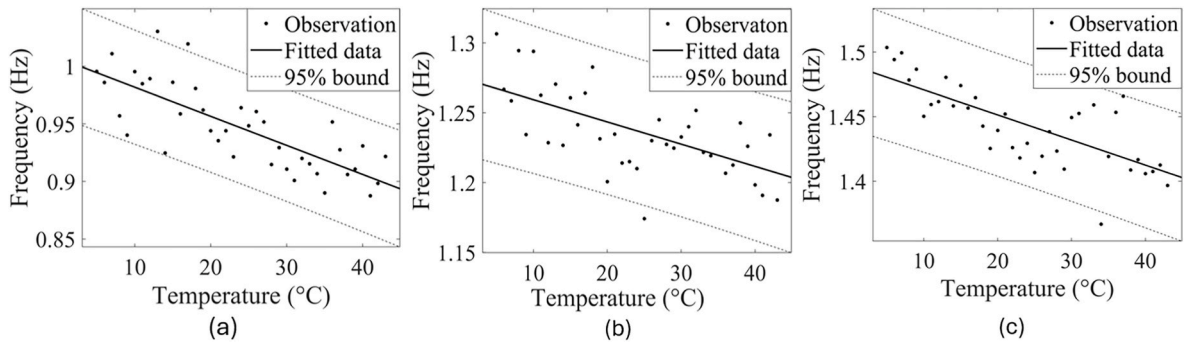 Observation
Fitted data
95% bound
Frequency (Hz)
1
0.95
0.9
0.85
10 20 30 40
Temperature (°C)
(a)
Observation
Fitted data
95% bound
Frequency (Hz)
1.3
1.25
1.2
1.15
10 20 30 40
Temperature (°C)
(b)
Observation
Fitted data
95% bound
Frequency (Hz)
1.5
1.45
1.4
10 20 30 40
Temperature (°C)
(c)